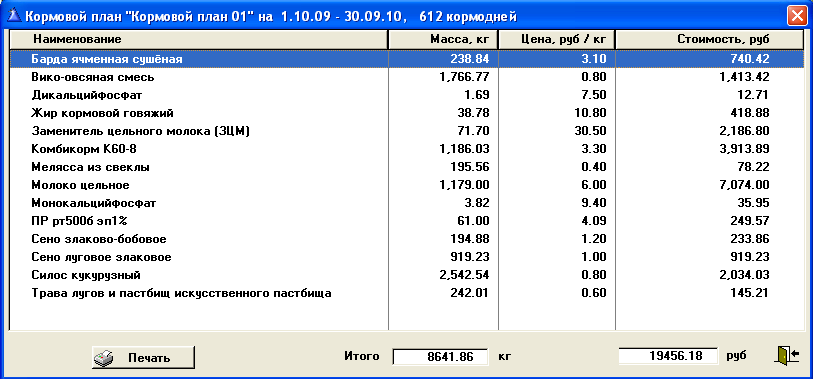 Кормовой план "Кормовой план 01" на 1.10.09 - 30.09.10, 612 кормодней
Наименование Масса, кг Цена, руб / кг Стоимость, руб
Барда ячменная сушёная 238.84 3.10 740.42
Вико-овсяная смесь 1,766.77 0.80 1,413.42
Дикальцийфосфат 1.69 7.50 12.71
Жир кормовой говяжий 38.78 10.80 418.88
Заменитель цельного молока (ЗЦМ) 71.70 30.50 2,186.80
Комбикорм К60-8 1,186.03 3.30 3,913.89
Мелясса из свеклы 195.56 0.40 78.22
Молоко цельное 1,179.00 6.00 7,074.00
Монокальцийфосфат 3.82 9.40 35.95
ПР рт500б эп1% 61.00 4.09 249.57
Сено злаково-бобовое 194.88 1.20 233.86
Сено луговое злаковое 919.23 1.00 919.23
Силос кукурузный 2,542.54 0.80 2,034.03
Трава лугов и пастбищ искусственного пастбища 242.01 0.60 145.21
Печать Итого 8641.86 кг 19456.18 руб